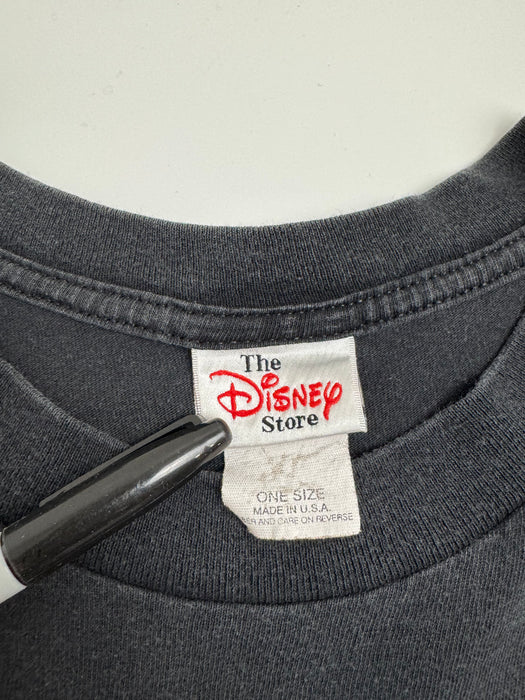 The
Disney
Store
ONE SIZE
MADE IN U.S.A.
AND CARE ON REVERSE